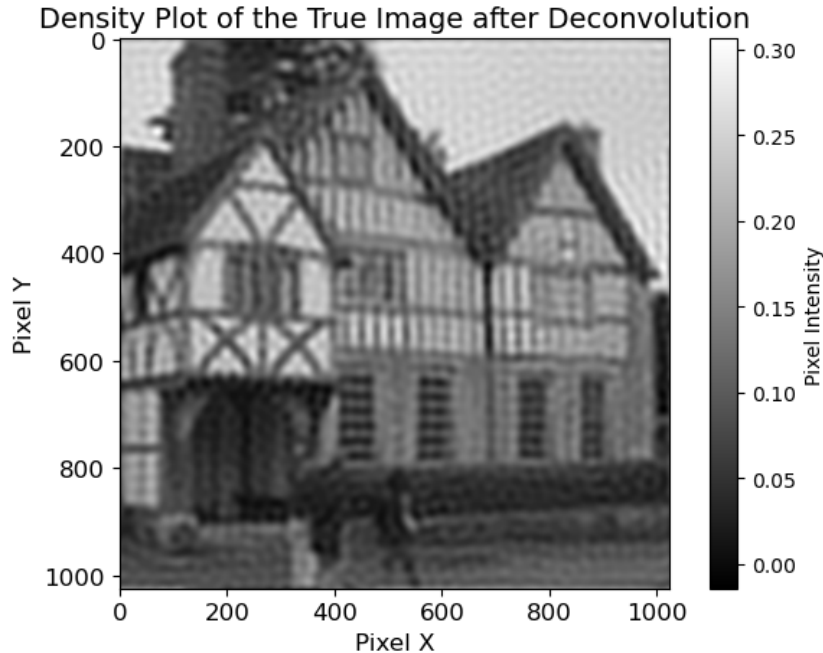 Density Plot of the True Image after Deconvolution
0
200
400
600
800
1000
Pixel Y
0 200 400 600 800 1000
Pixel X
0.30
0.25
0.20
0.15
0.10
0.05
0.00
Pixel Intensity